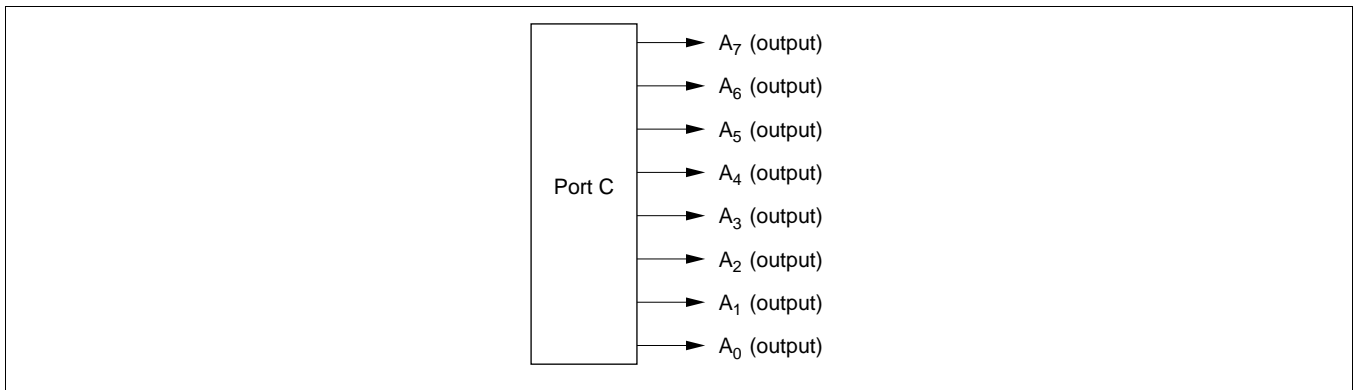 A7 (output)
A6 (output)
A5 (output)
A4 (output)
Port C
A3 (output)
A2 (output)
A1 (output)
A0 (output)